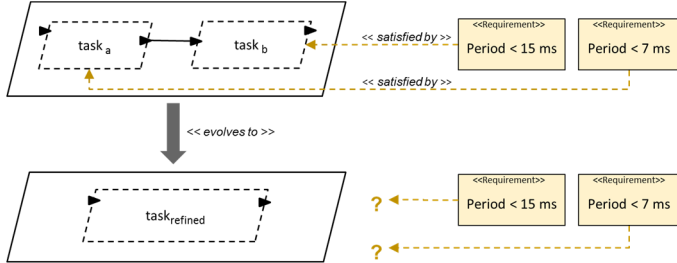 <<Requirement>> <<Requirement>>
task a task b << satisfied by >> Period < 15 ms Period < 7 ms
<< satisfied by >>
<< evolves to >>
<<Requirement>> <<Requirement>>
? Period < 15 ms Period < 7 ms
task refined
?